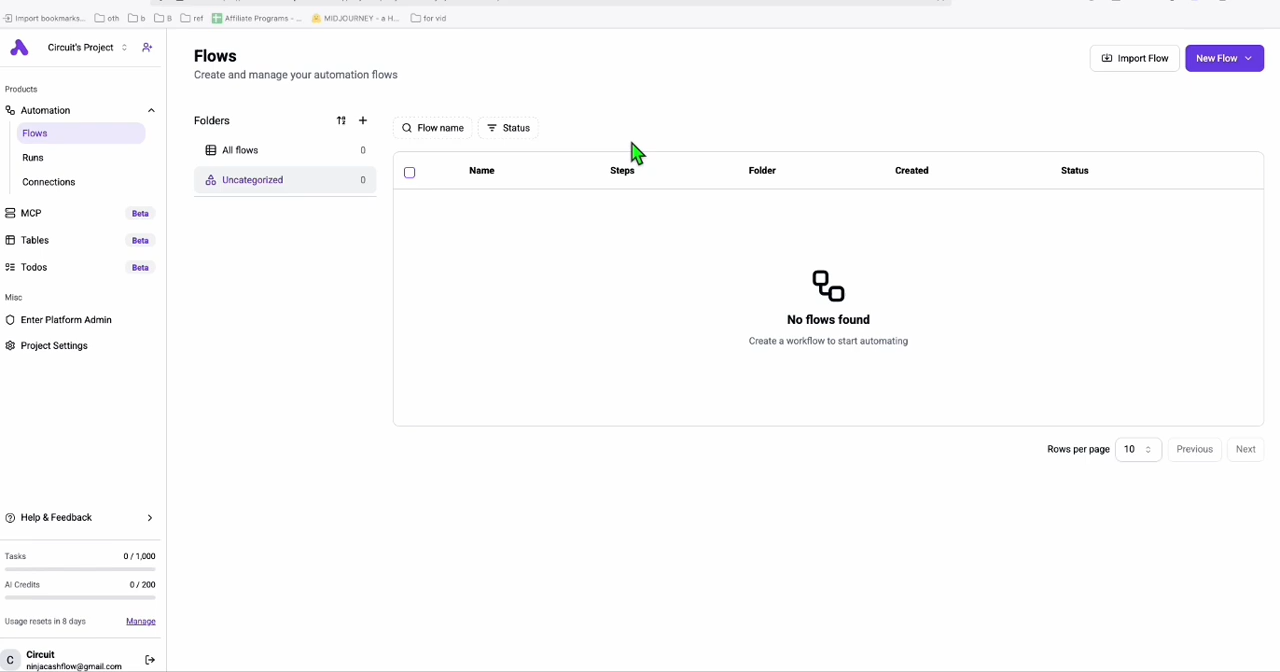 Import bookmarks...
oth
b
B
ref
Affiliate Programs - ...
MIDJOURNEY - a H...
for vid
Circuit's Project
Products
Automation
Flows
Runs
Connections
MCP Beta
Tables Beta
Todos Beta
Misc
Enter Platform Admin
Project Settings
Help & Feedback
Tasks 0 / 1,000
AI Credits 0 / 200
Usage resets in 8 days Manage
C
Circuit
ninjacashflow@gmail.com
Flows
Create and manage your automation flows
Import Flow
New Flow
Folders
All flows 0
Uncategorized 0
Flow name
Status
Name Steps Folder Created Status
No flows found
Create a workflow to start automating
Rows per page 10 Previous Next